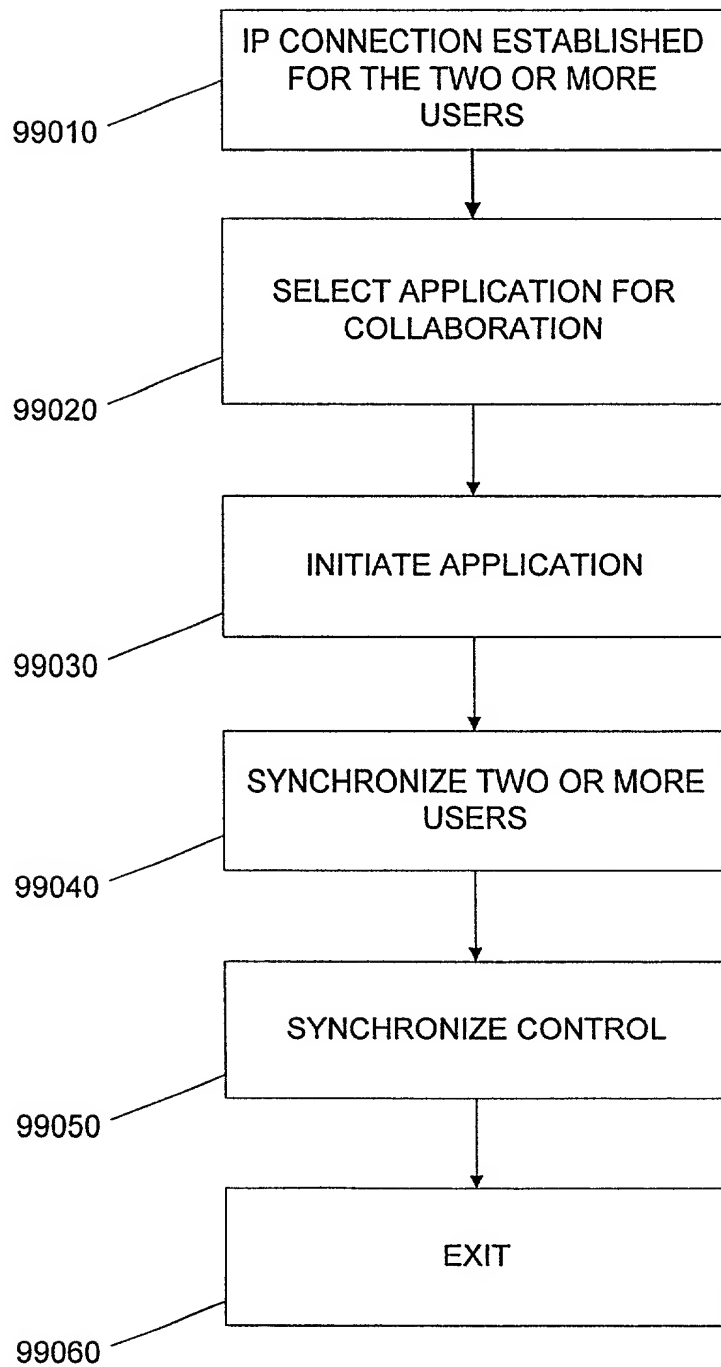 IP CONNECTION ESTABLISHED
FOR THE TWO OR MORE
USERS
99010
SELECT APPLICATION FOR
COLLABORATION
99020
INITIATE APPLICATION
99030
SYNCHRONIZE TWO OR MORE
USERS
99040
SYNCHRONIZE CONTROL
99050
EXIT
99060